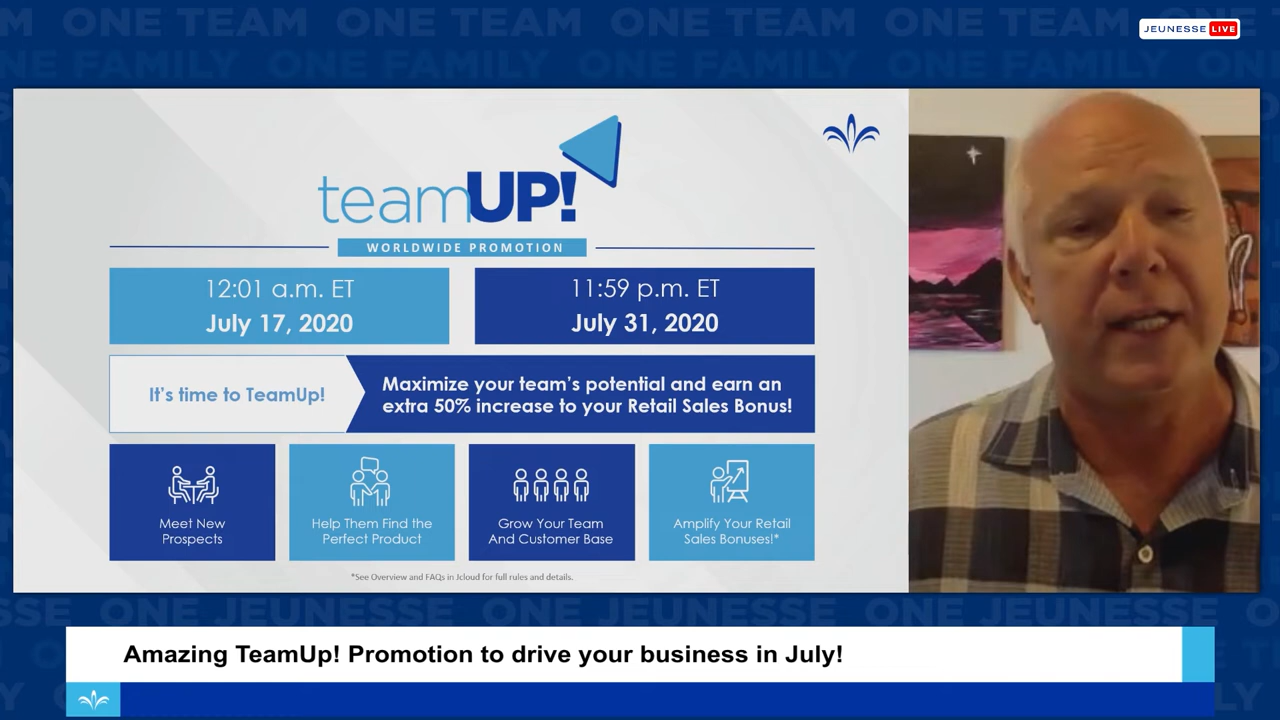 M ONE TEAM ONE TEAM ONE TEAM
JEUNESSE LIVE
NE FAMILY ONE FAMILY ONE FAMILY ON
teamUP!
WORLDWIDE PROMOTION
12:01 a.m. ET
July 17, 2020
11:59 p.m. ET
July 31, 2020
It's time to TeamUp!
Maximize your team's potential and earn an
extra 50% increase to your Retail Sales Bonus!
Meet New
Prospects
Help Them Find the
Perfect Product
Grow Your Team
And Customer Base
Amplify Your Retail
Sales Bonuses!*
*See Overview and FAQs in Jcloud for full rules and details.
SSE ONE JEUNESSE ONE JEUNESSE ONE JEUNE
Amazing TeamUp! Promotion to drive your business in July!